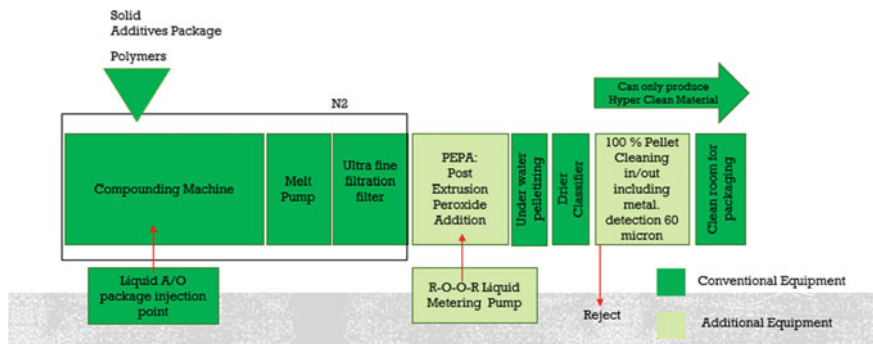 Solid
Additives Package
Polymers
N2
Can only produce
Hyper Clean Material
Compounding Machine
Melt
Pump
Ultra fine
filtration
filter
PEPA:
Post
Extrusion
Peroxide
Addition
Under water
pelletizing
Drier
Classifier
100 % Pellet
Cleaning
in/out
including
metal.
detection 60
micron
Clean room for
packaging
Liquid A/O
package injection
point
R-O-O-R Liquid
Metering Pump
Reject
Conventional Equipment
Additional Equipment